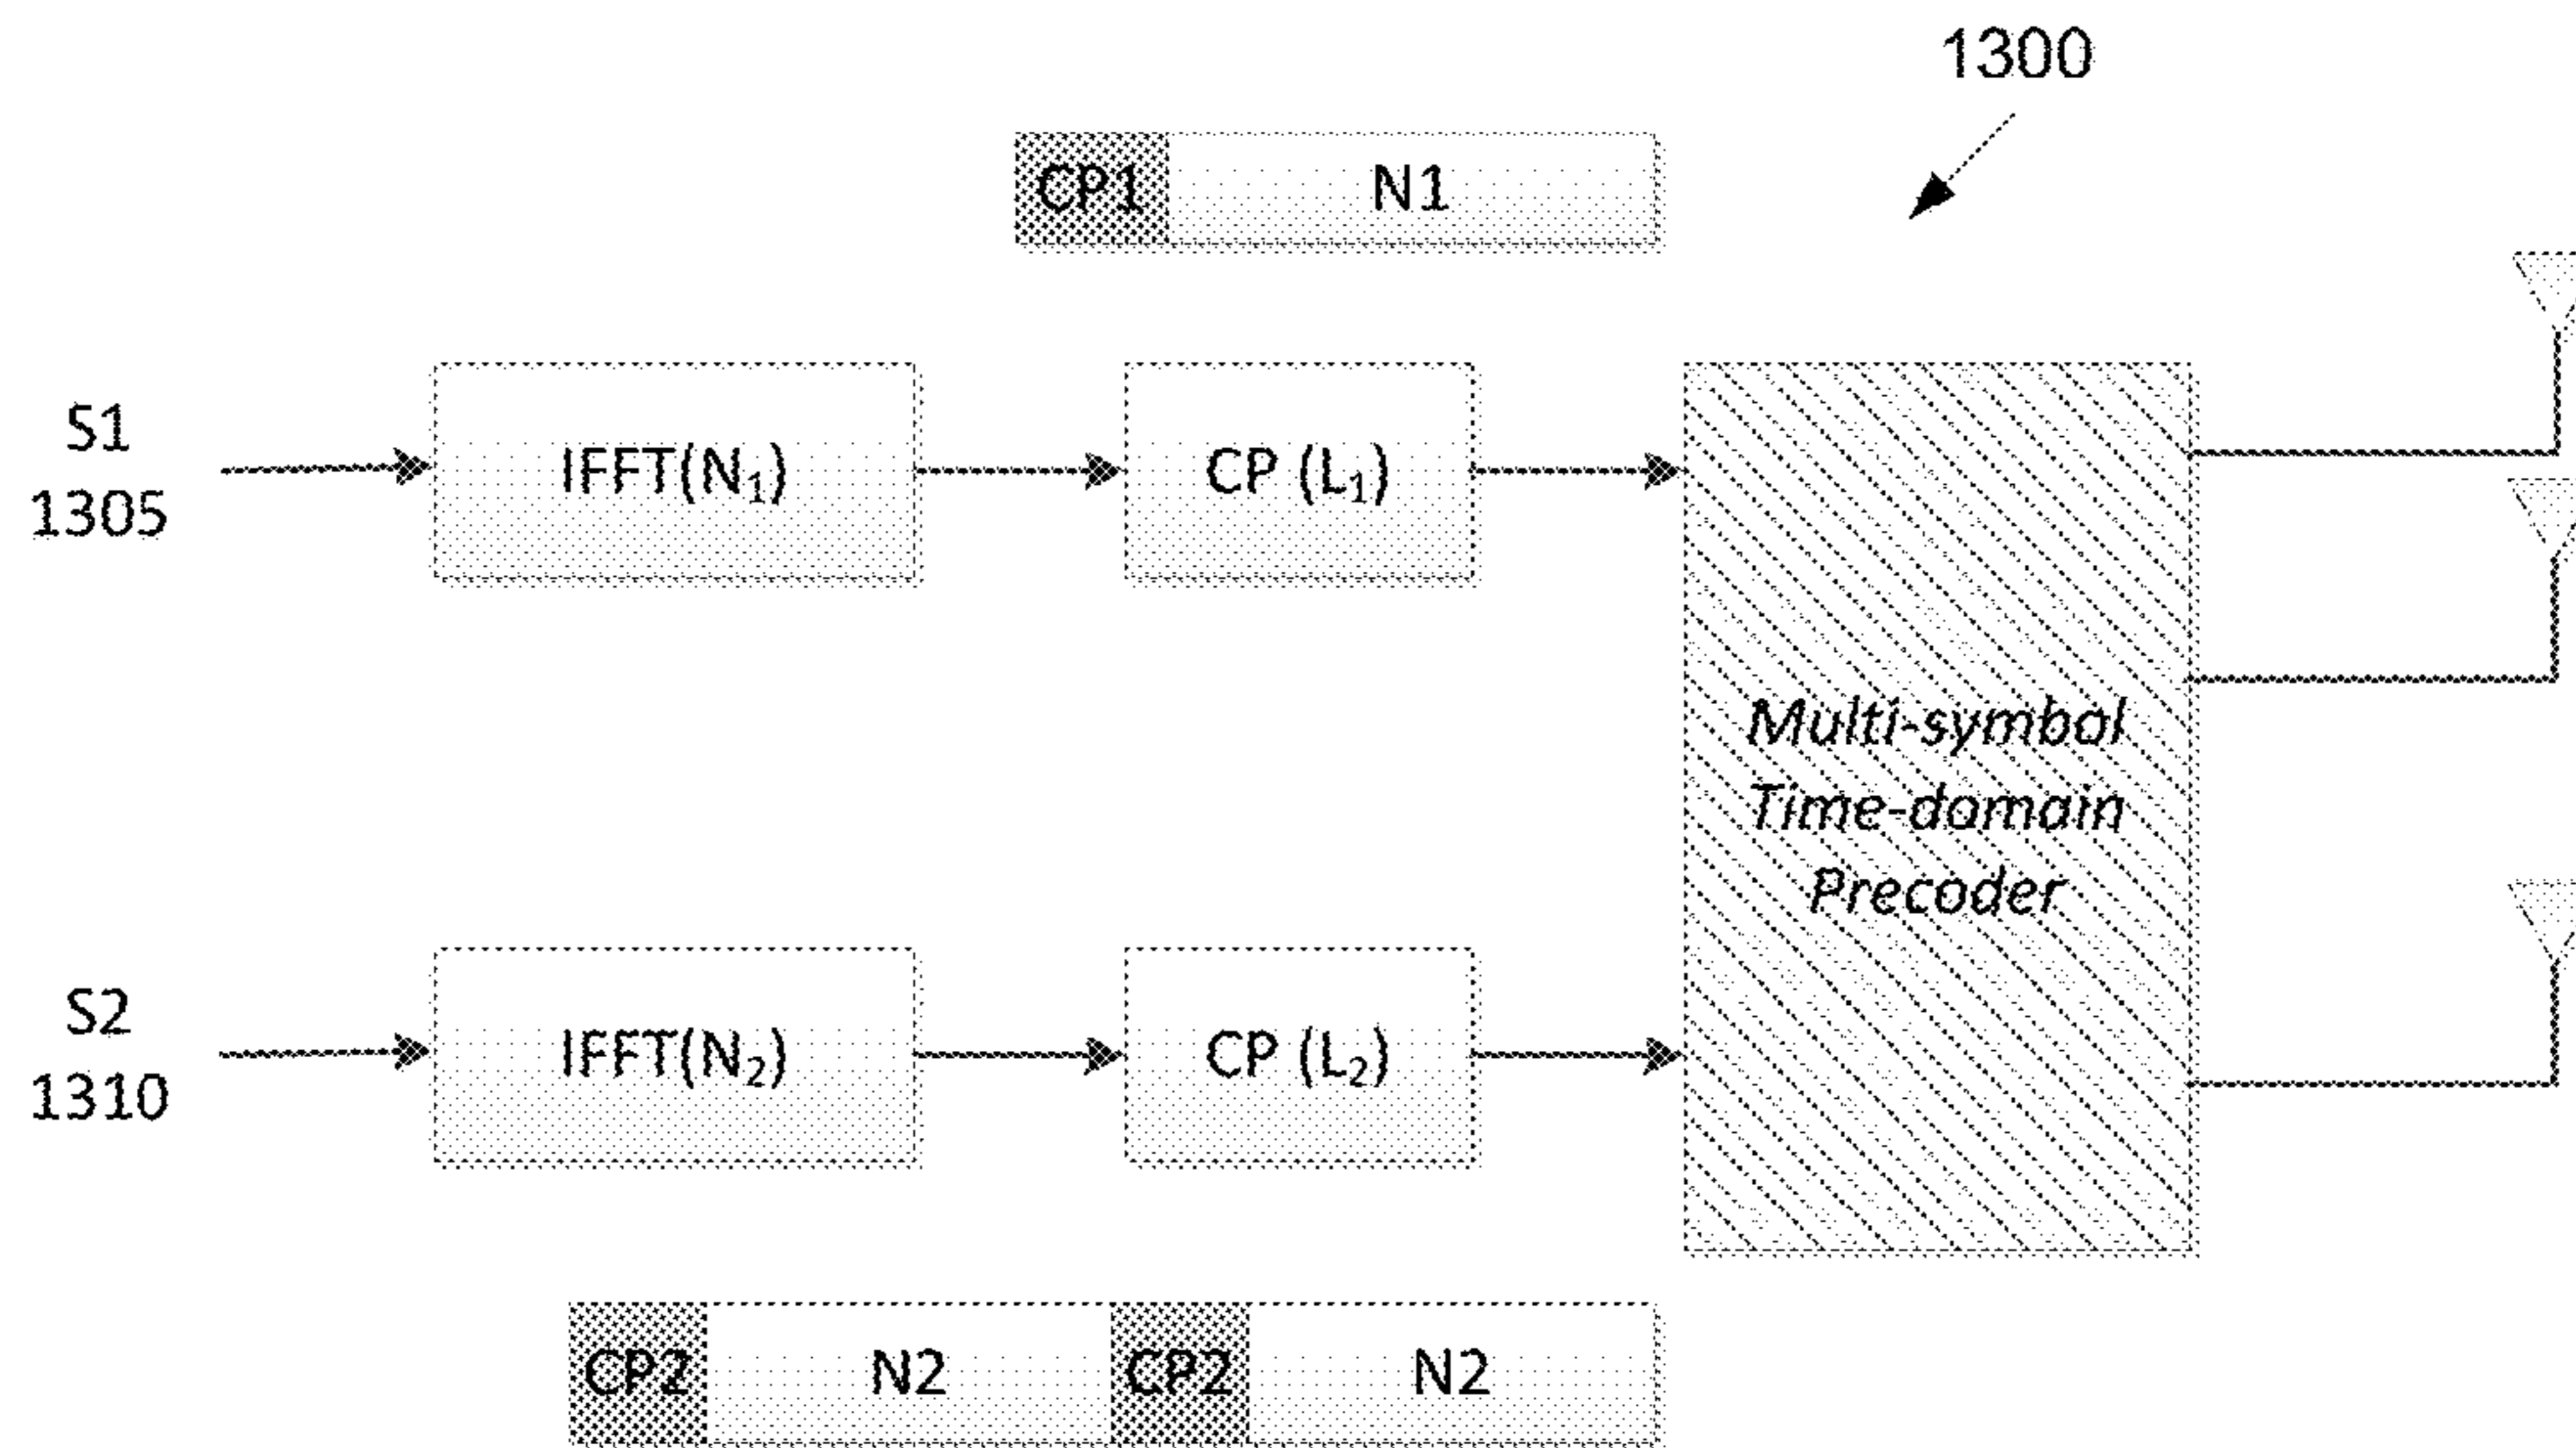 1300
CP1 N1
S1
1305
IFFT(N₁)
CP (L₁)
Multi-symbol
Time-domain
Precoder
S2
1310
IFFT(N₂)
CP (L₂)
CP2 N2 CP2 N2